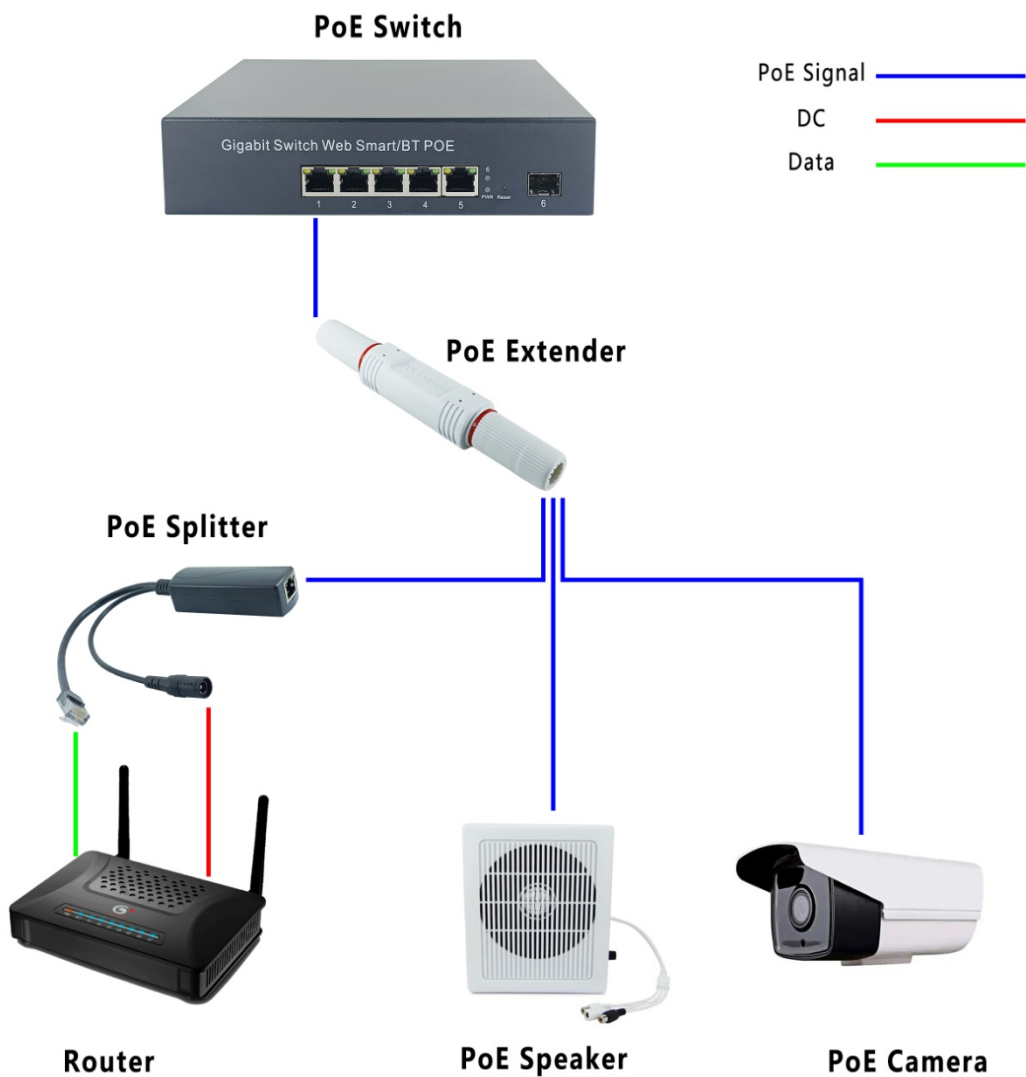 PoE Switch
PoE Signal
DC
Data
Gigabit Switch Web Smart/BT POE
6
PWR Reset
1 2 3 4 5 6
PoE Extender
PoE Splitter
Router
PoE Speaker
PoE Camera